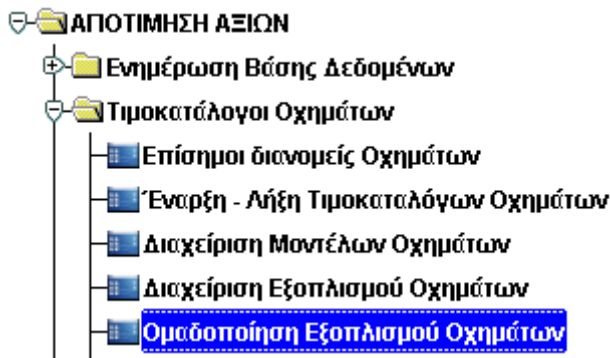 ΑΠΟΤΙΜΗΣΗ ΑΞΙΩΝ
Ενημέρωση Βάσης Δεδομένων
Τιμοκατάλογοι Οχημάτων
Επίσημοι διανομείς Οχημάτων
Έναρξη - Λήξη Τιμοκαταλόγων Οχημάτων
Διαχείριση Μοντέλων Οχημάτων
Διαχείριση Εξοπλισμού Οχημάτων
Ομαδοποίηση Εξοπλισμού Οχημάτων